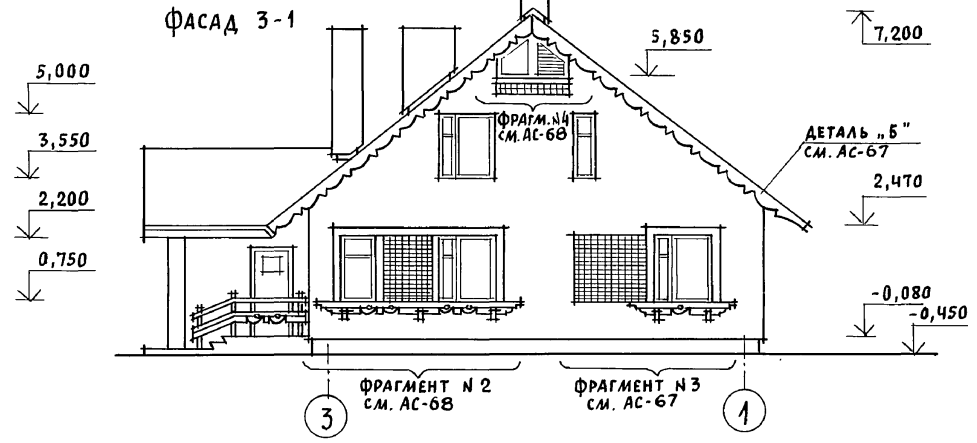 ФАСАД 3-1
5,850
7,200
5,000
ФРАГМ. N4
СМ. АС-68
ДЕТАЛЬ „Б"
СМ. АС-67
3,550
2,470
2,200
0,750
-0,080
-0,450
ФРАГМЕНТ N 2
СМ. АС-68
ФРАГМЕНТ N3
СМ. АС-67
3
1